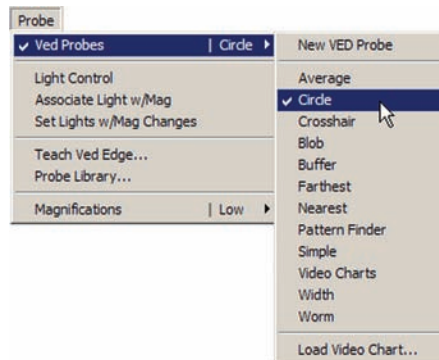 Probe
Ved Probes | Circle
Light Control
Associate Light w/Mag
Set Lights w/Mag Changes
Teach Ved Edge...
Probe Library...
Magnifications | Low
New VED Probe
Average
Circle
Crosshair
Blob
Buffer
Farthest
Nearest
Pattern Finder
Simple
Video Charts
Width
Worm
Load Video Chart...